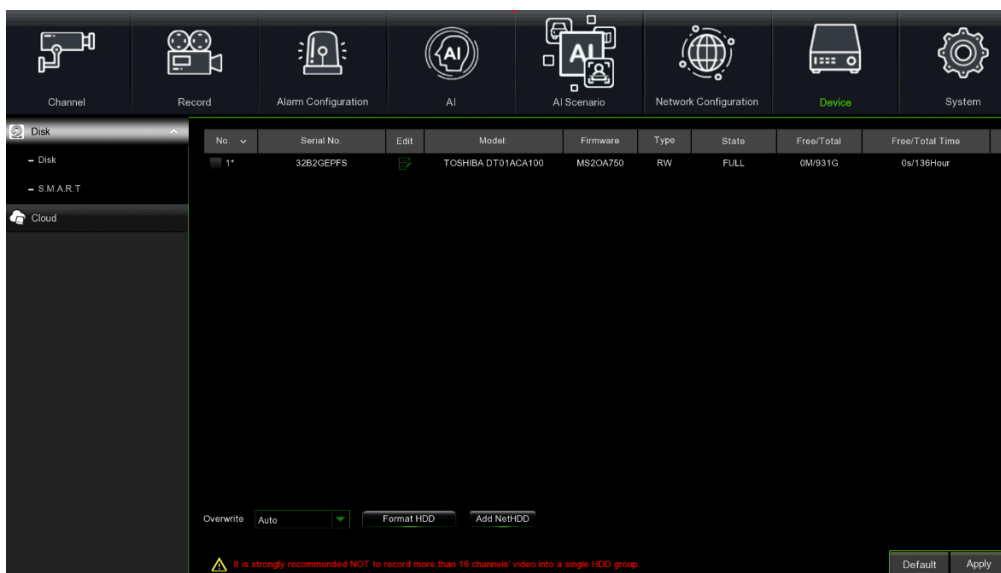 Channel Record Alarm Configuration AI AI Scenario Network Configuration Device System
Disk
No. Serial No. Edit Model: Firmware Type State Free/Total Free/Total Time
– Disk
1* 32B2GEPFS TOSHIBA DT01ACA100 MS2OA750 RW FULL 0M/931G 0s/136Hour
– S.M.A.R.T
Cloud
Overwrite Auto Format HDD Add NetHDD
It is strongly recommended NOT to record more than 16 channels' video into a single HDD group.
Default Apply